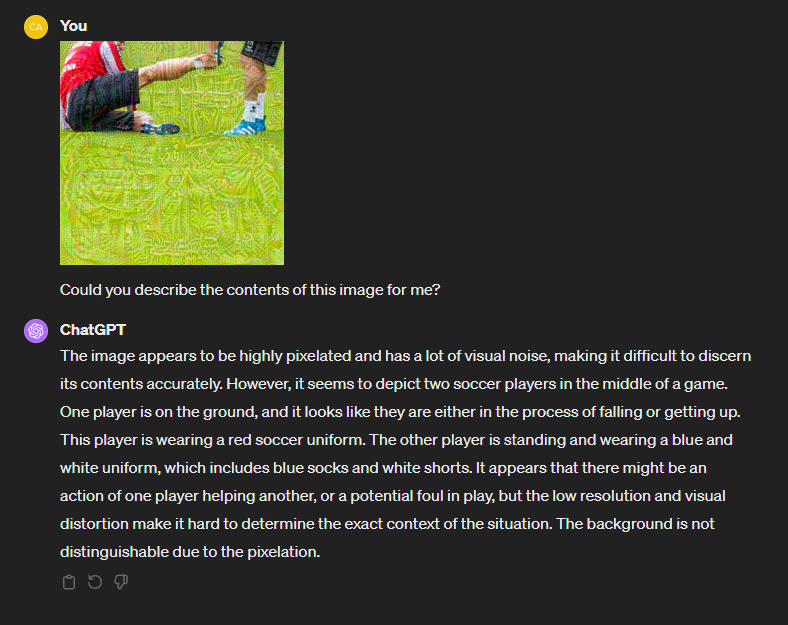 CA
You
Could you describe the contents of this image for me?
ChatGPT
The image appears to be highly pixelated and has a lot of visual noise, making it difficult to discern
its contents accurately. However, it seems to depict two soccer players in the middle of a game.
One player is on the ground, and it looks like they are either in the process of falling or getting up.
This player is wearing a red soccer uniform. The other player is standing and wearing a blue and
white uniform, which includes blue socks and white shorts. It appears that there might be an
action of one player helping another, or a potential foul in play, but the low resolution and visual
distortion make it hard to determine the exact context of the situation. The background is not
distinguishable due to the pixelation.